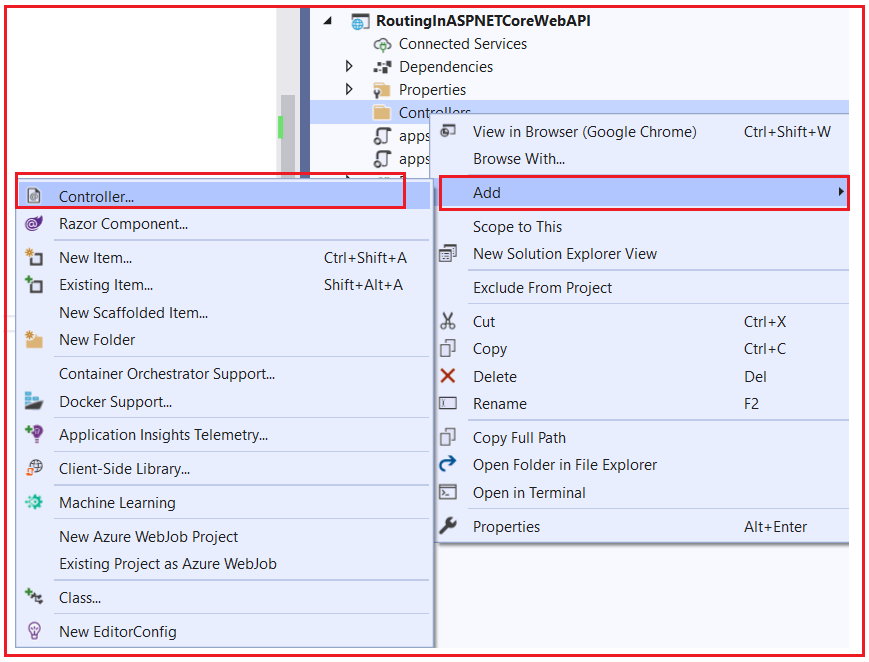 RoutingInASPNETCoreWebAPI
Connected Services
Dependencies
Properties
Controllers
apps
apps
View in Browser (Google Chrome) Ctrl+Shift+W
Browse With...
Add
Scope to This
New Solution Explorer View
Exclude From Project
Cut Ctrl+X
Copy Ctrl+C
Delete Del
Rename F2
Copy Full Path
Open Folder in File Explorer
Open in Terminal
Properties Alt+Enter
Controller...
Razor Component...
New Item... Ctrl+Shift+A
Existing Item... Shift+Alt+A
New Scaffolded Item...
New Folder
Container Orchestrator Support...
Docker Support...
Application Insights Telemetry...
Client-Side Library...
Machine Learning
New Azure WebJob Project
Existing Project as Azure WebJob
Class...
New EditorConfig